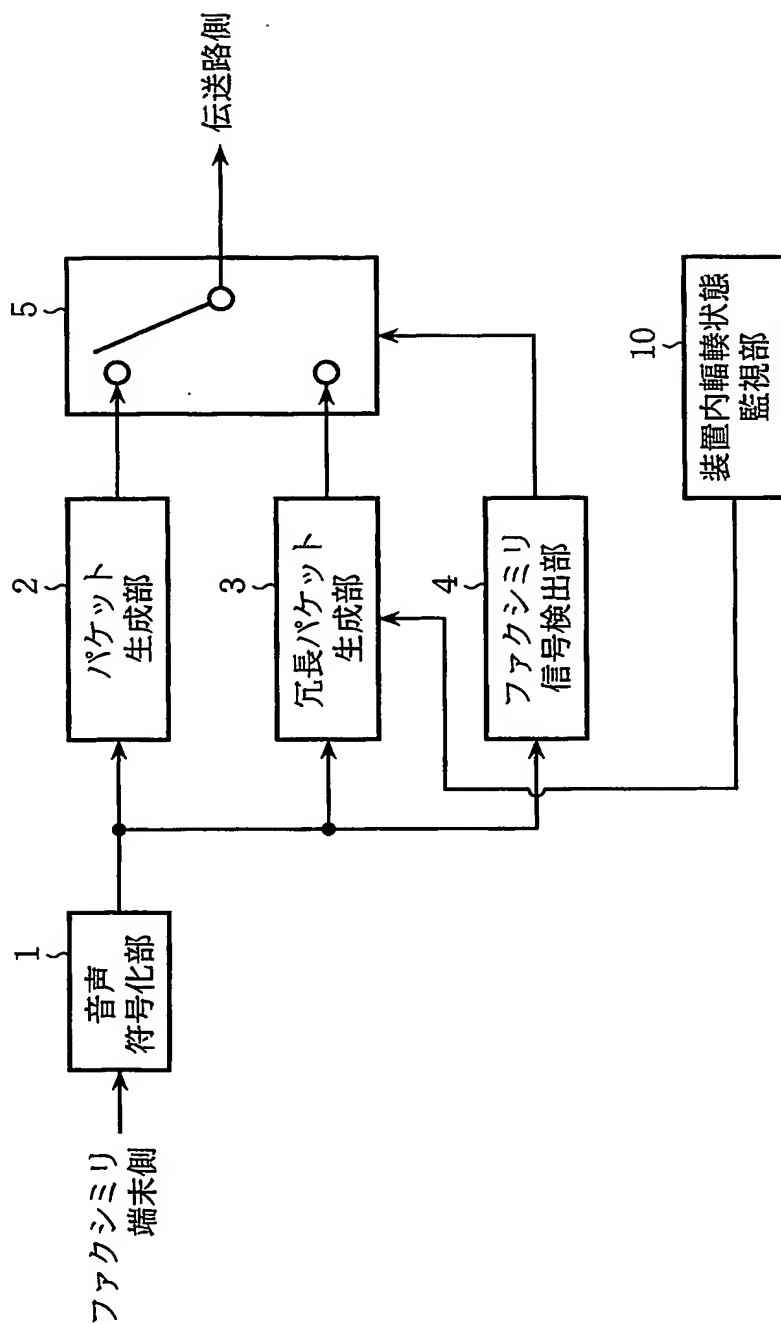 ファクシミリ
端末側
1
音声
符号化部
2
パケット
生成部
3
冗長パケット
生成部
4
ファクシミリ
信号検出部
5
伝送路側
10
装置内輻輳状態
監視部